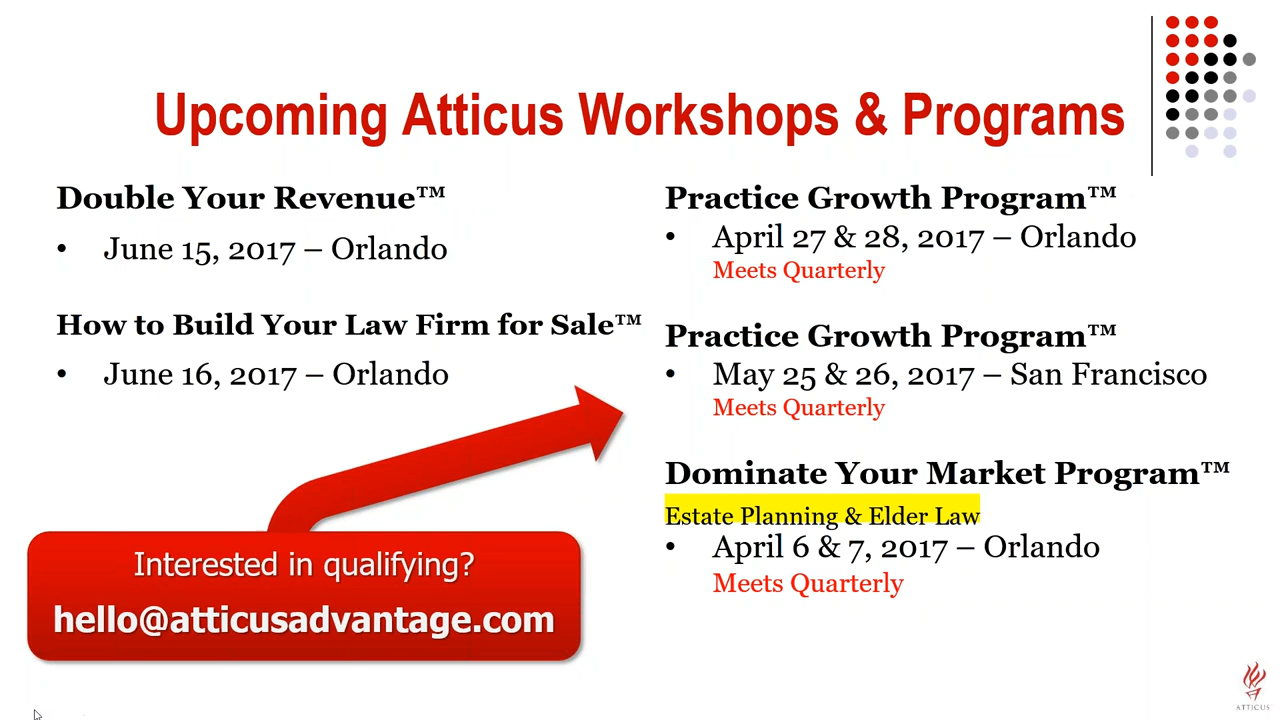 Upcoming Atticus Workshops & Programs
Double Your Revenue™
• June 15, 2017 – Orlando
How to Build Your Law Firm for Sale™
• June 16, 2017 – Orlando
Interested in qualifying?
hello@atticusadvantage.com
Practice Growth Program™
• April 27 & 28, 2017 – Orlando
Meets Quarterly
Practice Growth Program™
• May 25 & 26, 2017 – San Francisco
Meets Quarterly
Dominate Your Market Program™
Estate Planning & Elder Law
• April 6 & 7, 2017 – Orlando
Meets Quarterly
ATTICUS